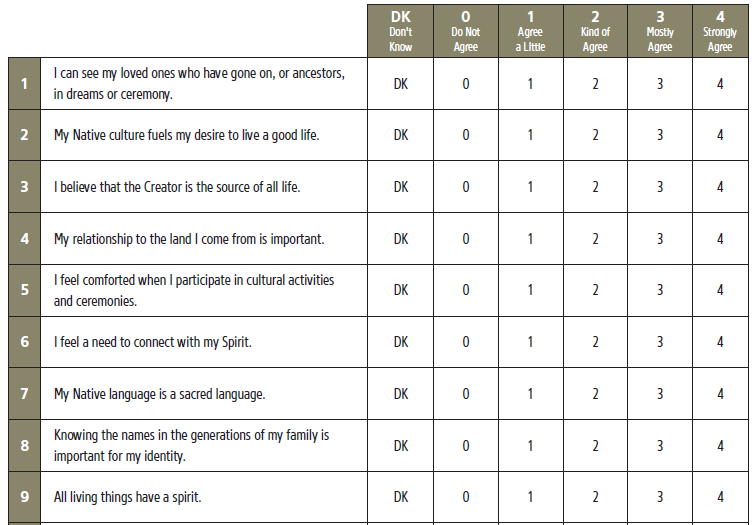 DK 0 1 2 3 4
Don't Do Not Agree Kind of Mostly Strongly
Know Agree a LIttle Agree Agree Agree
1 I can see my loved ones who have gone on, or ancestors,
in dreams or ceremony. DK 0 1 2 3 4
2 My Native culture fuels my desire to live a good life. DK 0 1 2 3 4
3 I believe that the Creator is the source of all life. DK 0 1 2 3 4
4 My relationship to the land I come from is important. DK 0 1 2 3 4
5 I feel comforted when I participate in cultural activities
and ceremonies. DK 0 1 2 3 4
6 I feel a need to connect with my Spirit. DK 0 1 2 3 4
7 My Native language is a sacred language. DK 0 1 2 3 4
8 Knowing the names in the generations of my family is
important for my identity. DK 0 1 2 3 4
9 All living things have a spirit. DK 0 1 2 3 4